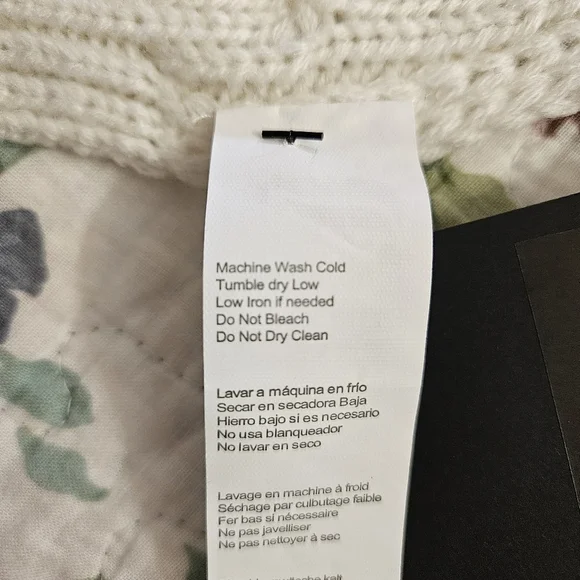 Machine Wash Cold
Tumble dry Low
Low Iron if needed
Do Not Bleach
Do Not Dry Clean
Lavar a máquina en frio
Secar en secadora Baja
Hierro bajo si es necesario
No usa blanqueador
No lavar en seco
Lavage en machine à froid
Séchage par culbutage faible
Fer bas si nécessaire
Ne pas javelliser
Ne pas nettoyer à sec
kalt